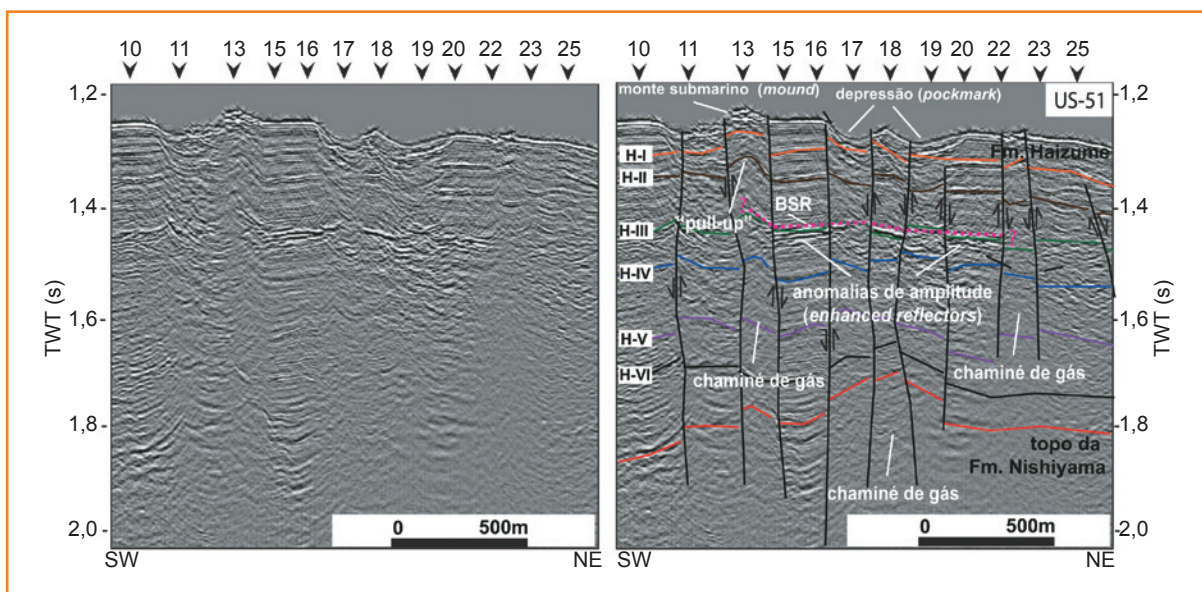 10 11 13 15 16 17 18 19 20 22 23 25
1,2
1,4
1,6
1,8
2,0
TWT (s)
0 500m
SW NE
10 11 13 15 16 17 18 19 20 22 23 25
monte submarino (mound)
depressão (pockmark)
US-51
H-I
Fm. Haizume
H-II
BSR
"pull-up"
H-III
H-IV
anomalias de amplitude
(enhanced reflectors)
H-V
chaminé de gás
chaminé de gás
H-VI
topo da
Fm. Nishiyama
chaminé de gás
0 500m
SW NE
1,2
1,4
1,6
1,8
2,0
TWT (s)